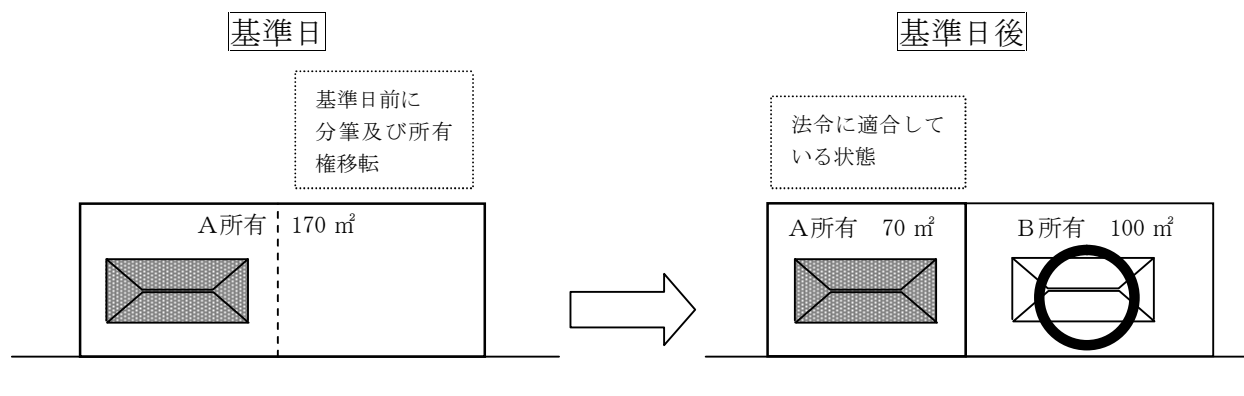 基準日
基準日後
基準日前に
分筆及び所有
権移転
法令に適合して
いる状態
A所有 170 ㎡
A所有 70 ㎡
B所有 100 ㎡